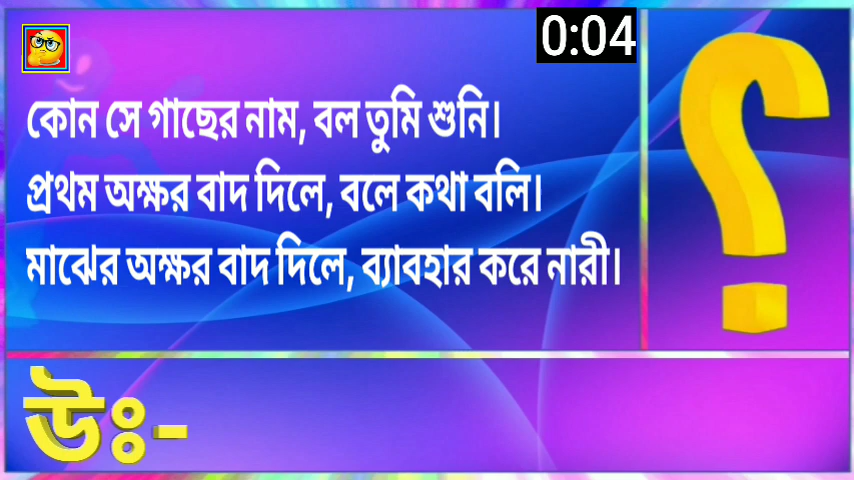 0:04
কোন সে গাছের নাম, বল তুমি শুনি।
প্রথম অক্ষর বাদ দিলে, বলে কথা বলি।
মাঝের অক্ষর বাদ দিলে, ব্যাবহার করে নারী।
উঃ-